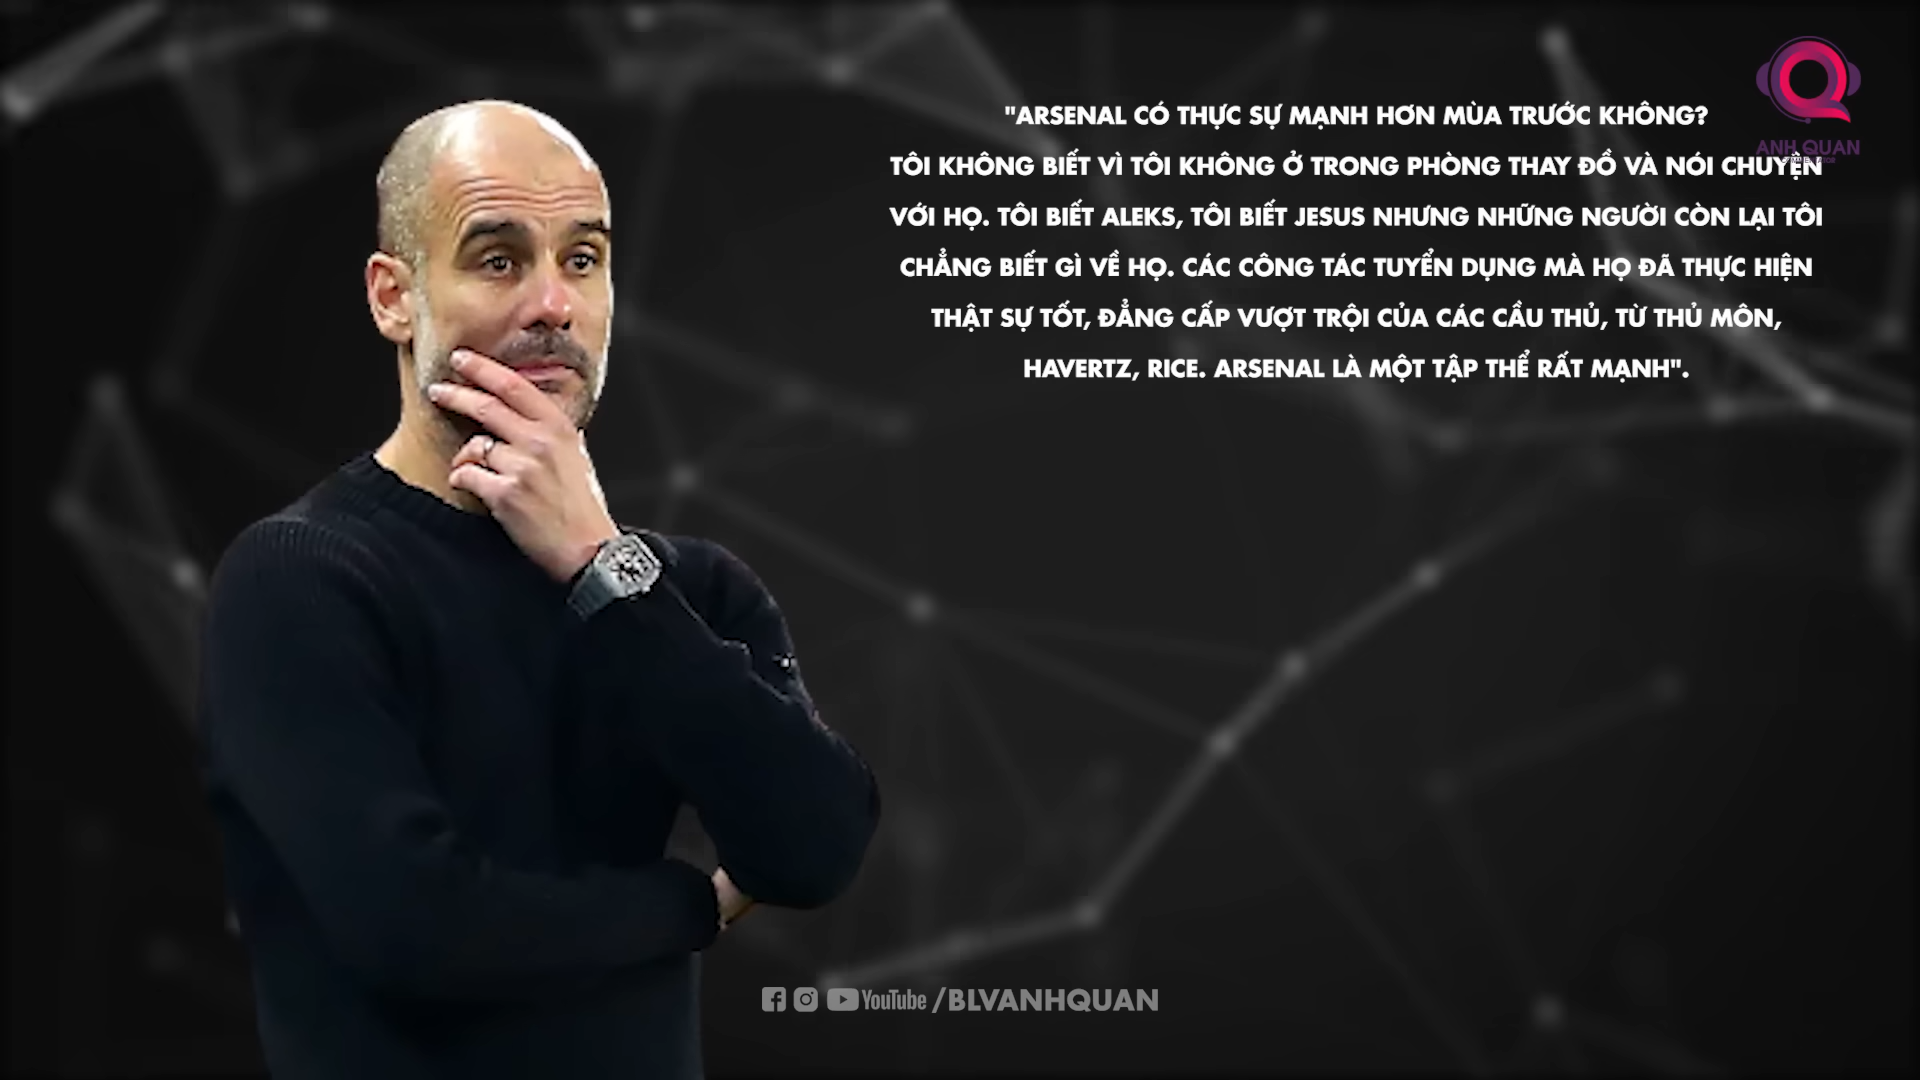 "ARSENAL CÓ THỰC SỰ MẠNH HƠN MÙA TRƯỚC KHÔNG?
TÔI KHÔNG BIẾT VÌ TÔI KHÔNG Ở TRONG PHÒNG THAY ĐỒ VÀ NÓI CHUYỆN
VỚI HỌ. TÔI BIẾT ALEKS, TÔI BIẾT JESUS NHƯNG NHỮNG NGƯỜI CÒN LẠI TÔI
CHẲNG BIẾT GÌ VỀ HỌ. CÁC CÔNG TÁC TUYỂN DỤNG MÀ HỌ ĐÃ THỰC HIỆN
THẬT SỰ TỐT, ĐẲNG CẤP VƯỢT TRỘI CỦA CÁC CẦU THỦ, TỪ THỦ MÔN,
HAVERTZ, RICE. ARSENAL LÀ MỘT TẬP THỂ RẤT MẠNH".
ANH QUAN
YouTube /BLVANHQUAN